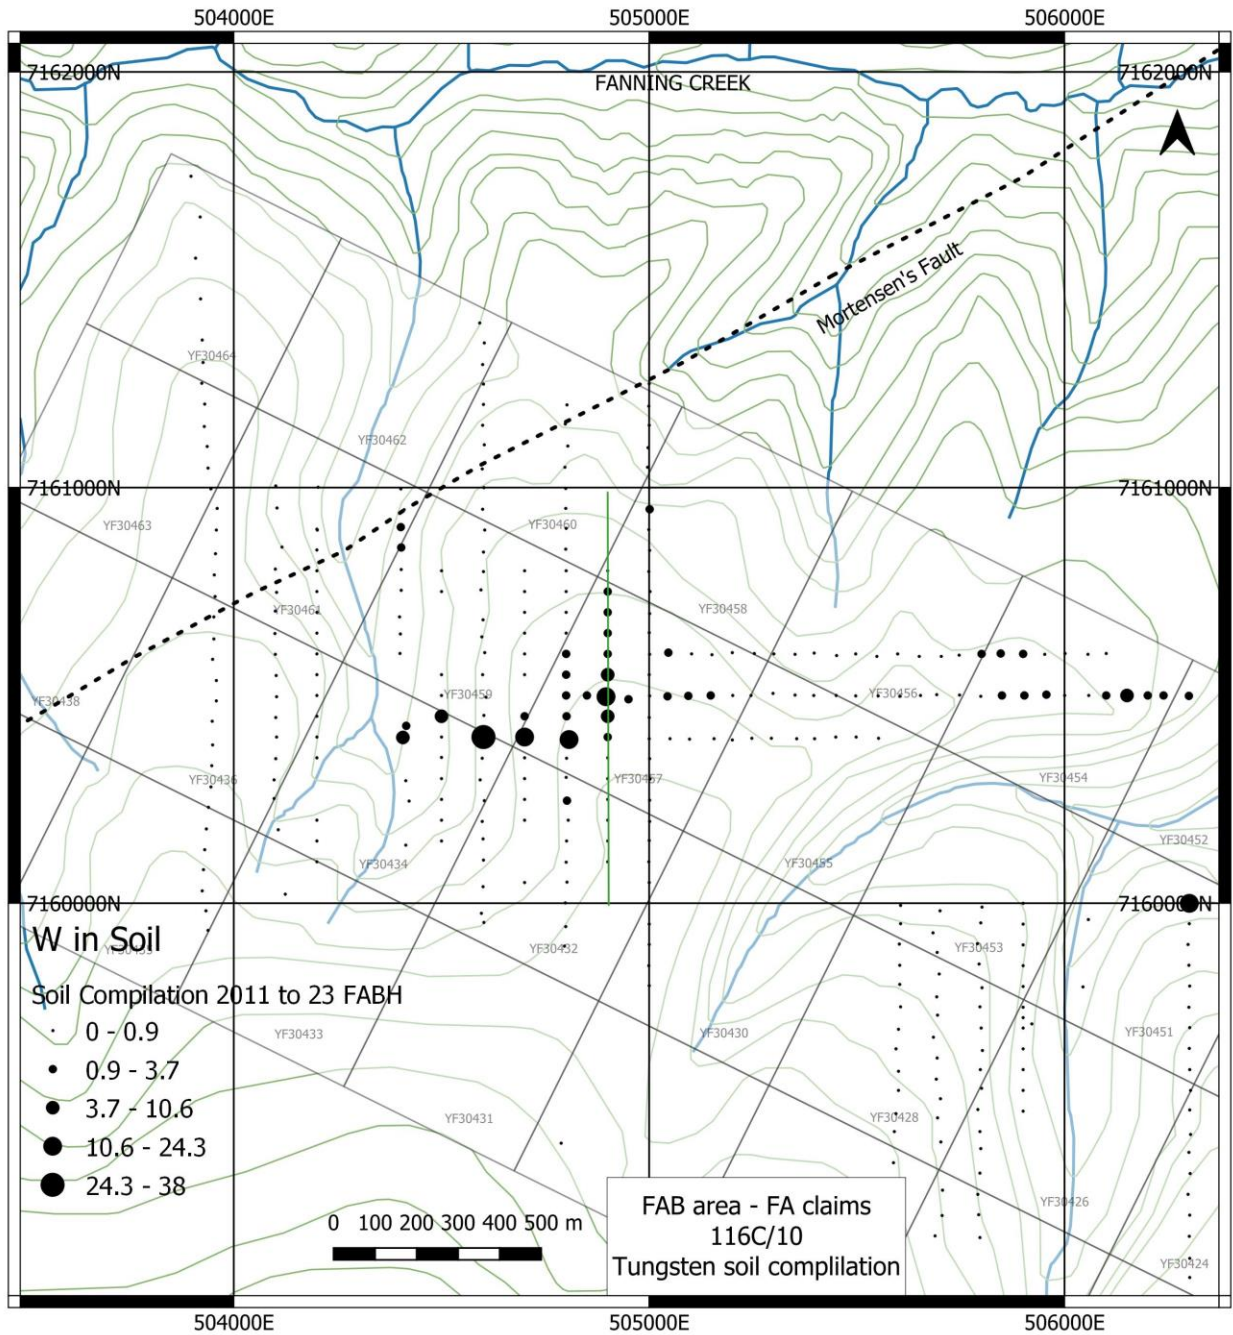 504000E 505000E 506000E
7162000N 7162000N
FANNING CREEK
Mortensen's Fault
YF30464
YF30462
7161000N 7161000N
YF30463 YF30460
YF30461 YF30458
YF30438 YF30459 YF30456
YF30436 YF30457 YF30454
YF30434 YF30455 YF30452
7160000N 7160000N
W in Soil
YF30432 YF30453
Soil Compilation 2011 to 23 FABH
YF30433 YF30430 YF30451
0 - 0.9
0.9 - 3.7
3.7 - 10.6
YF30431 YF30428
10.6 - 24.3
24.3 - 38
YF30426
0 100 200 300 400 500 m
FAB area - FA claims
116C/10
Tungsten soil complilation
YF30424
504000E 505000E 506000E